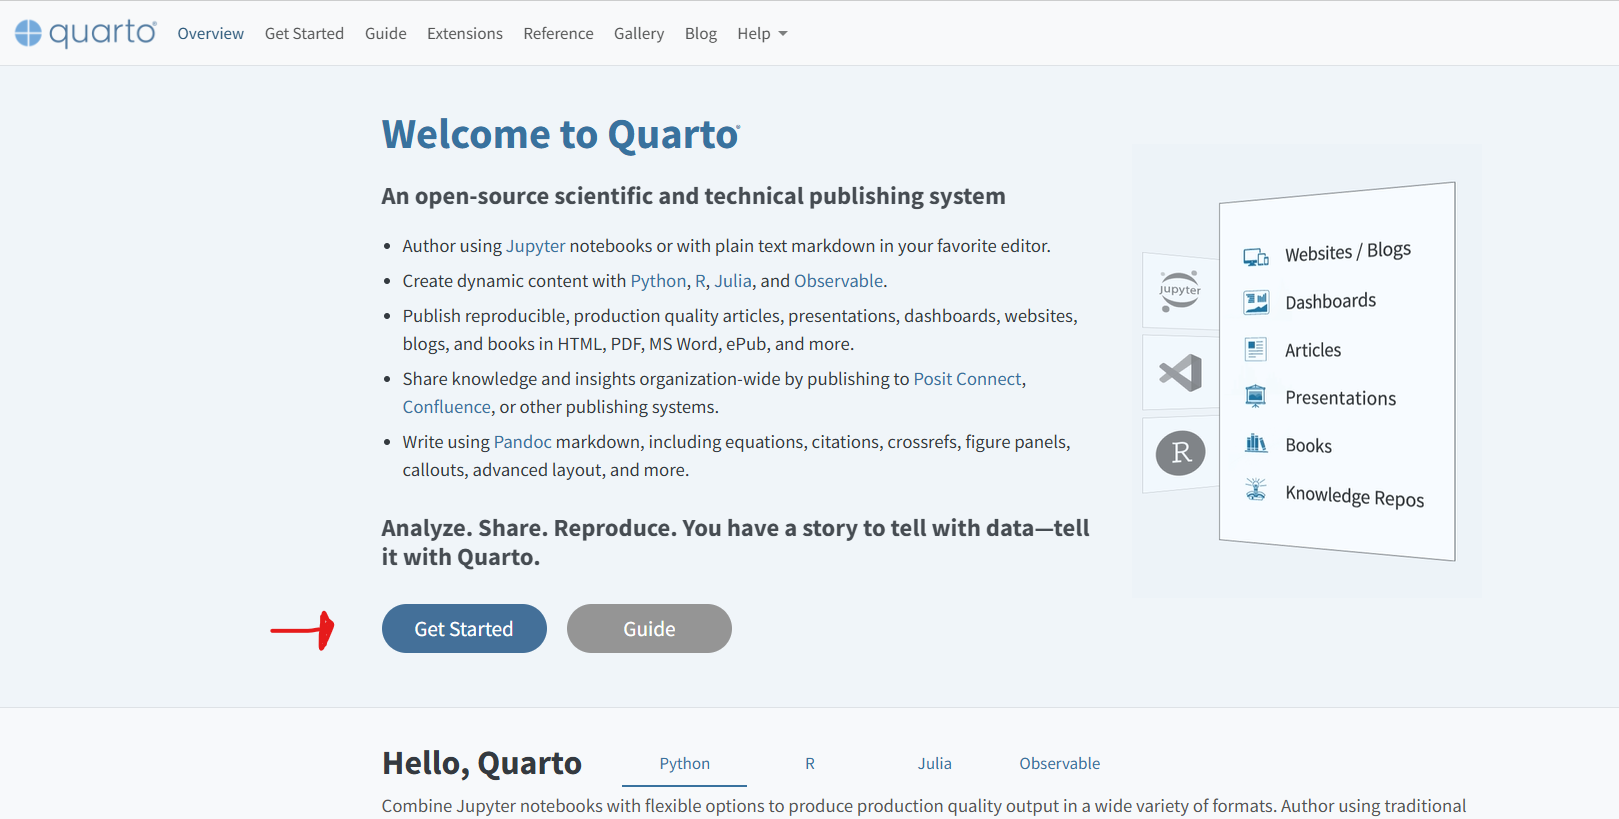 quarto
Overview Get Started Guide Extensions Reference Gallery Blog Help
Welcome to Quarto®
An open-source scientific and technical publishing system
• Author using Jupyter notebooks or with plain text markdown in your favorite editor.
• Create dynamic content with Python, R, Julia, and Observable.
• Publish reproducible, production quality articles, presentations, dashboards, websites,
blogs, and books in HTML, PDF, MS Word, ePub, and more.
• Share knowledge and insights organization-wide by publishing to Posit Connect,
Confluence, or other publishing systems.
• Write using Pandoc markdown, including equations, citations, crossrefs, figure panels,
callouts, advanced layout, and more.
Analyze. Share. Reproduce. You have a story to tell with data—tell
it with Quarto.
Get Started Guide
Jupyter
R
Websites / Blogs
Dashboards
Articles
Presentations
Books
Knowledge Repos
Hello, Quarto Python R Julia Observable
Combine Jupyter notebooks with flexible options to produce production quality output in a wide variety of formats. Author using traditional